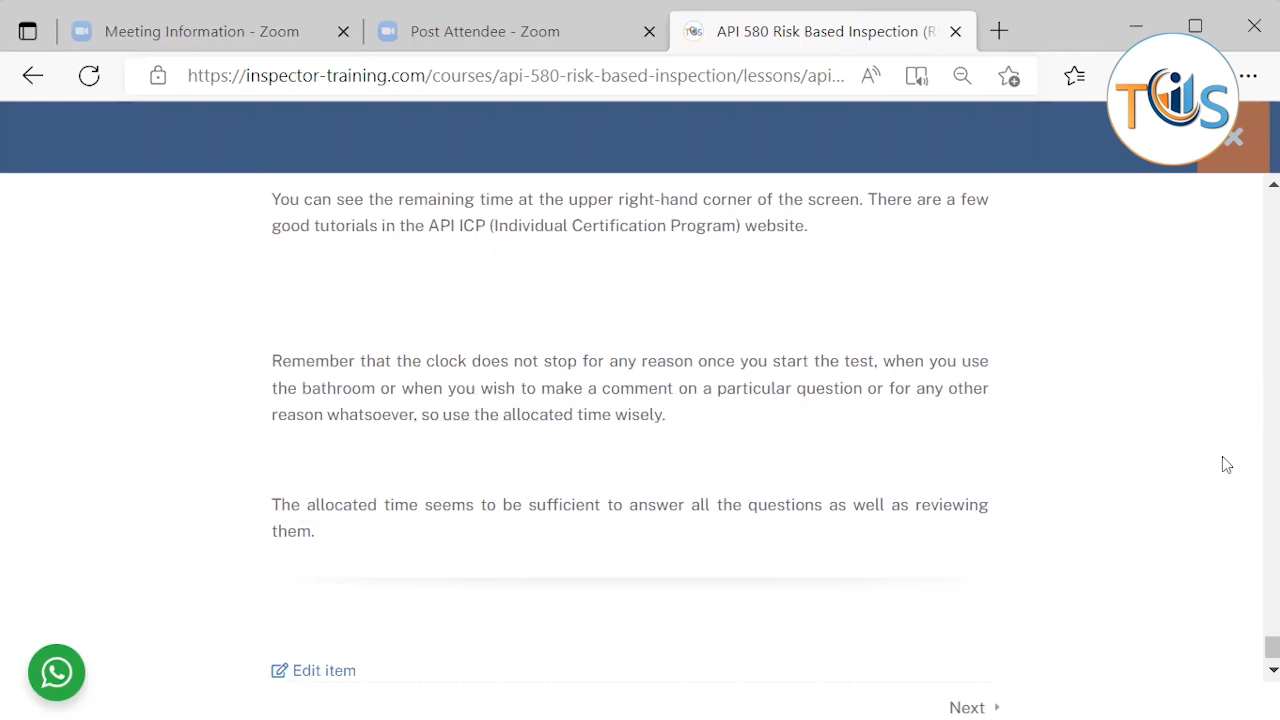 Meeting Information - Zoom
Post Attendee - Zoom
API 580 Risk Based Inspection (R
https://inspector-training.com/courses/api-580-risk-based-inspection/lessons/api...
TIS
You can see the remaining time at the upper right-hand corner of the screen. There are a few
good tutorials in the API ICP (Individual Certification Program) website.
Remember that the clock does not stop for any reason once you start the test, when you use
the bathroom or when you wish to make a comment on a particular question or for any other
reason whatsoever, so use the allocated time wisely.
The allocated time seems to be sufficient to answer all the questions as well as reviewing
them.
Edit item
Next